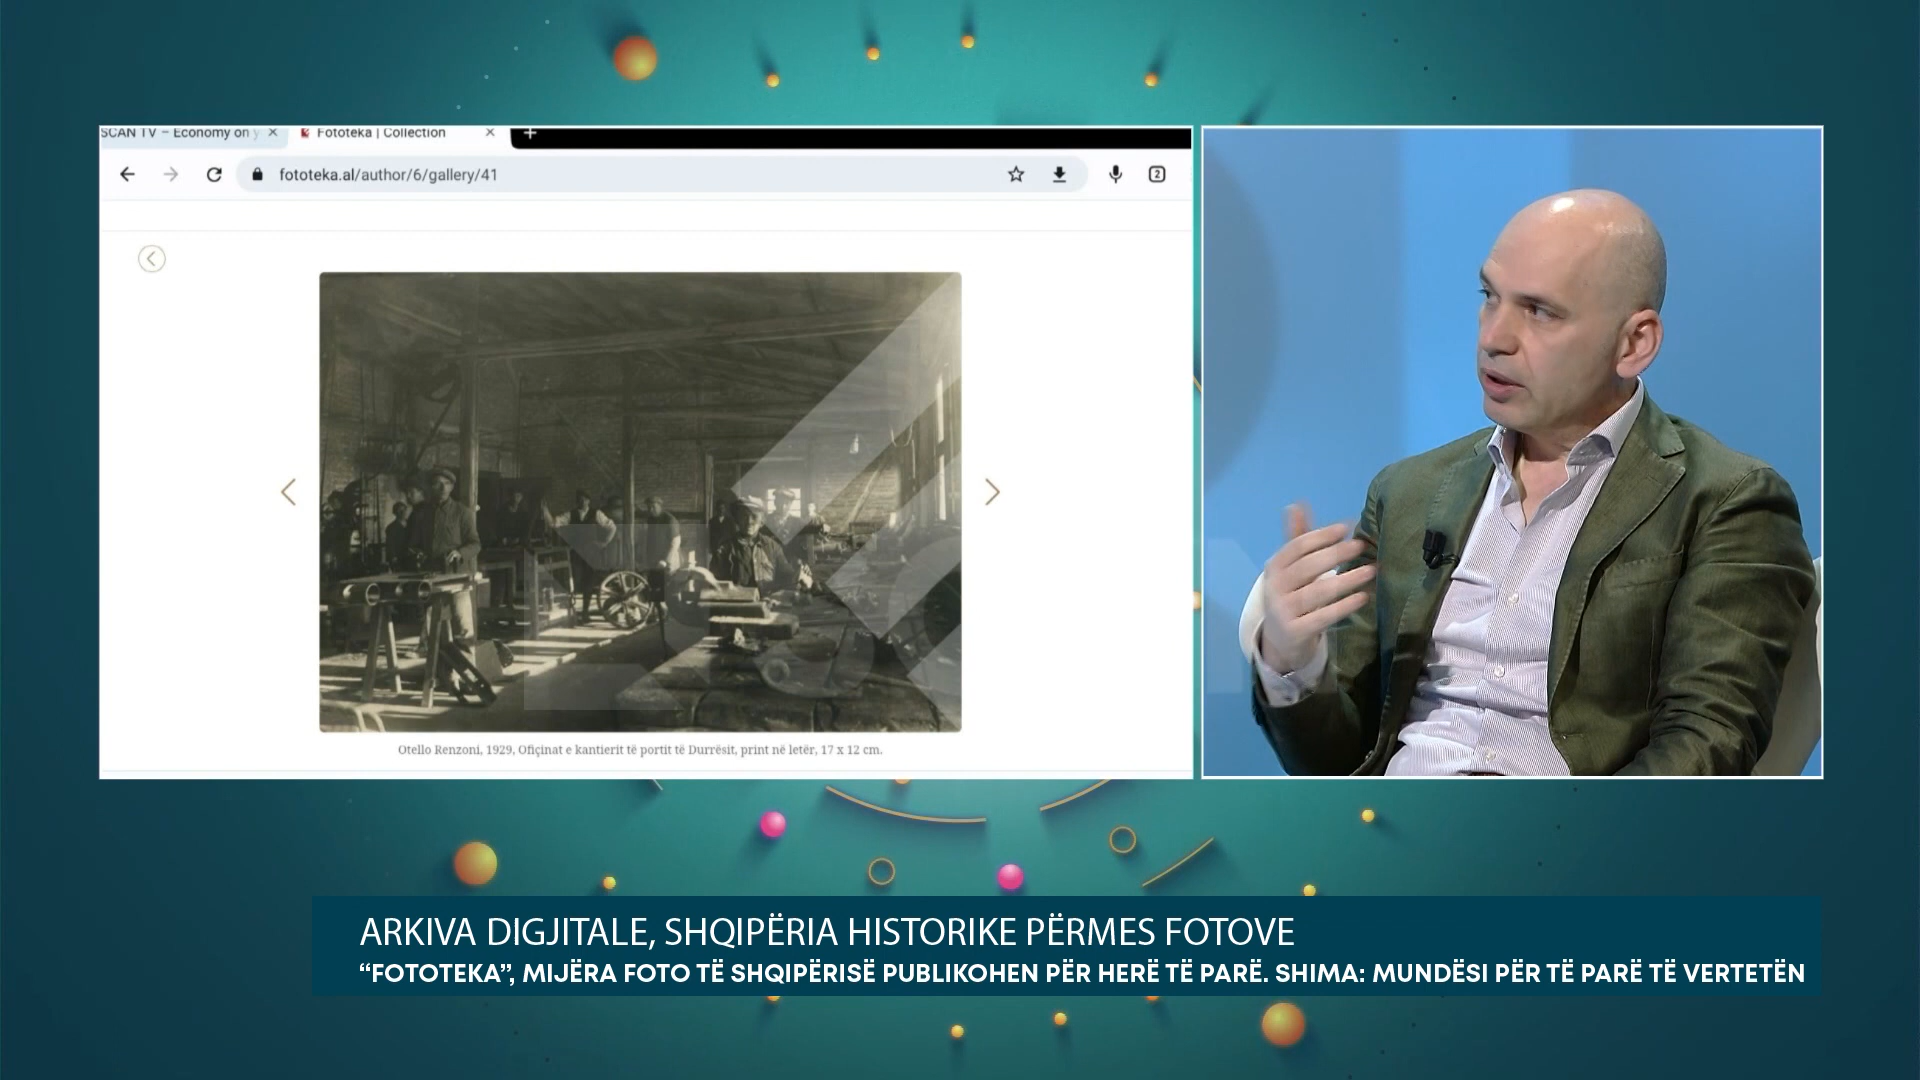 SCAN TV – Economy on y
Fototeka | Collection
fototeka.al/author/6/gallery/41
2
Otello Renzoni, 1929, Ofiçinat e kantierit të portit të Durrësit, print në letër, 17 x 12 cm.
ARKIVA DIGJITALE, SHQIPËRIA HISTORIKE PËRMES FOTOVE
“FOTOTEKA”, MIJËRA FOTO TË SHQIPËRISË PUBLIKOHEN PËR HERË TË PARË. SHIMA: MUNDËSI PËR TË PARË TË VERTETËN